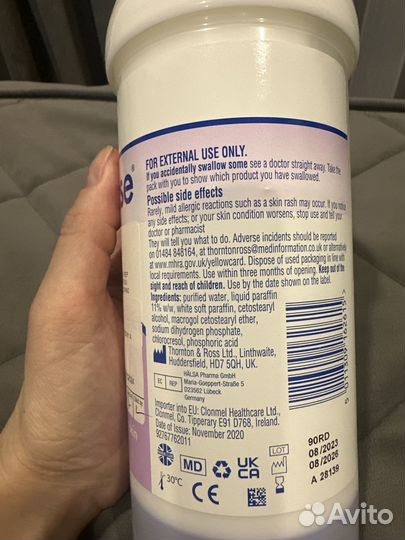 se®
FOR EXTERNAL USE ONLY.
If you accidentally swallow some see a doctor straight away. Take the
pack with you to show which product you have swallowed.
Possible side effects
Rarely, mild allergic reactions such as a skin rash may occur. If you notice
any side effects; or your skin condition worsens, stop use and tell your
doctor or pharmacist
They will tell you what to do. Adverse incidents should be reported
on 01484 848164, at thorntonross@medinformation.co.uk or alternatively
at www.mhra.gov.uk/yellowcard. Dispose of packaging in line with
local requirements. Use within three months of opening. Keep out of the
sight and reach of children. Use by the date shown on the label.
Ingredients: purified water, liquid paraffin
11% w/w, white soft paraffin, cetostearyl
alcohol, macrogol cetostearyl ether,
sodium dihydrogen phosphate,
chlorocresol, phosphoric acid
Thornton & Ross Ltd, Linthwaite,
Huddersfield, HD7 5QH, UK.
EC REP
HÄLSA Pharma GmbH
Maria-Goeppert-Straße 5
D23562 Lübeck
Germany
Importer into EU: Clonmel Healthcare Ltd.,
Clonmel, Co. Tipperary E91 D768, Ireland.
Date of Issue: November 2020
92767762011
MD
UK
CA
LOT
30°C
CE
90RD
08/2023
08/2026
A 28139
Avito